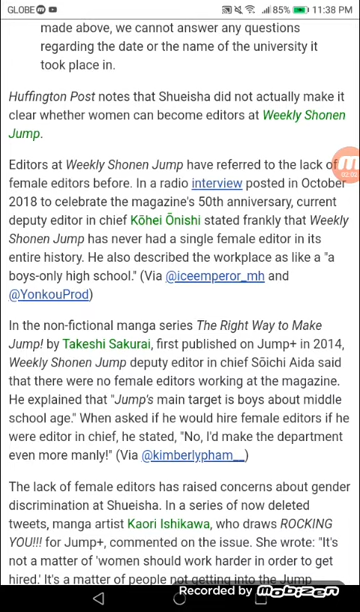 GLOBE 85% 11:38 PM
made above, we cannot answer any questions
regarding the date or the name of the university it
took place in.
Huffington Post notes that Shueisha did not actually make it
clear whether women can become editors at Weekly Shonen
Jump.
Editors at Weekly Shonen Jump have referred to the lack of
female editors before. In a radio interview posted in October
2018 to celebrate the magazine's 50th anniversary, current
deputy editor in chief Kōhei Ōnishi stated frankly that Weekly
Shonen Jump has never had a single female editor in its
entire history. He also described the workplace as like a "a
boys-only high school." (Via @iceemperor_mh and
@YonkouProd)
In the non-fictional manga series The Right Way to Make
Jump! by Takeshi Sakurai, first published on Jump+ in 2014,
Weekly Shonen Jump deputy editor in chief Sōichi Aida said
that there were no female editors working at the magazine.
He explained that "Jump's main target is boys about middle
school age." When asked if he would hire female editors if he
were editor in chief, he stated, "No, I'd make the department
even more manly!" (Via @kimberlypham__)
The lack of female editors has raised concerns about gender
discrimination at Shueisha. In a series of now deleted
tweets, manga artist Kaori Ishikawa, who draws ROCKING
YOU!!! for Jump+, commented on the issue. She wrote: "It's
not a matter of 'women should work harder in order to get
hired.' It's a matter of people not getting into the Jump
Recorded by mobizen